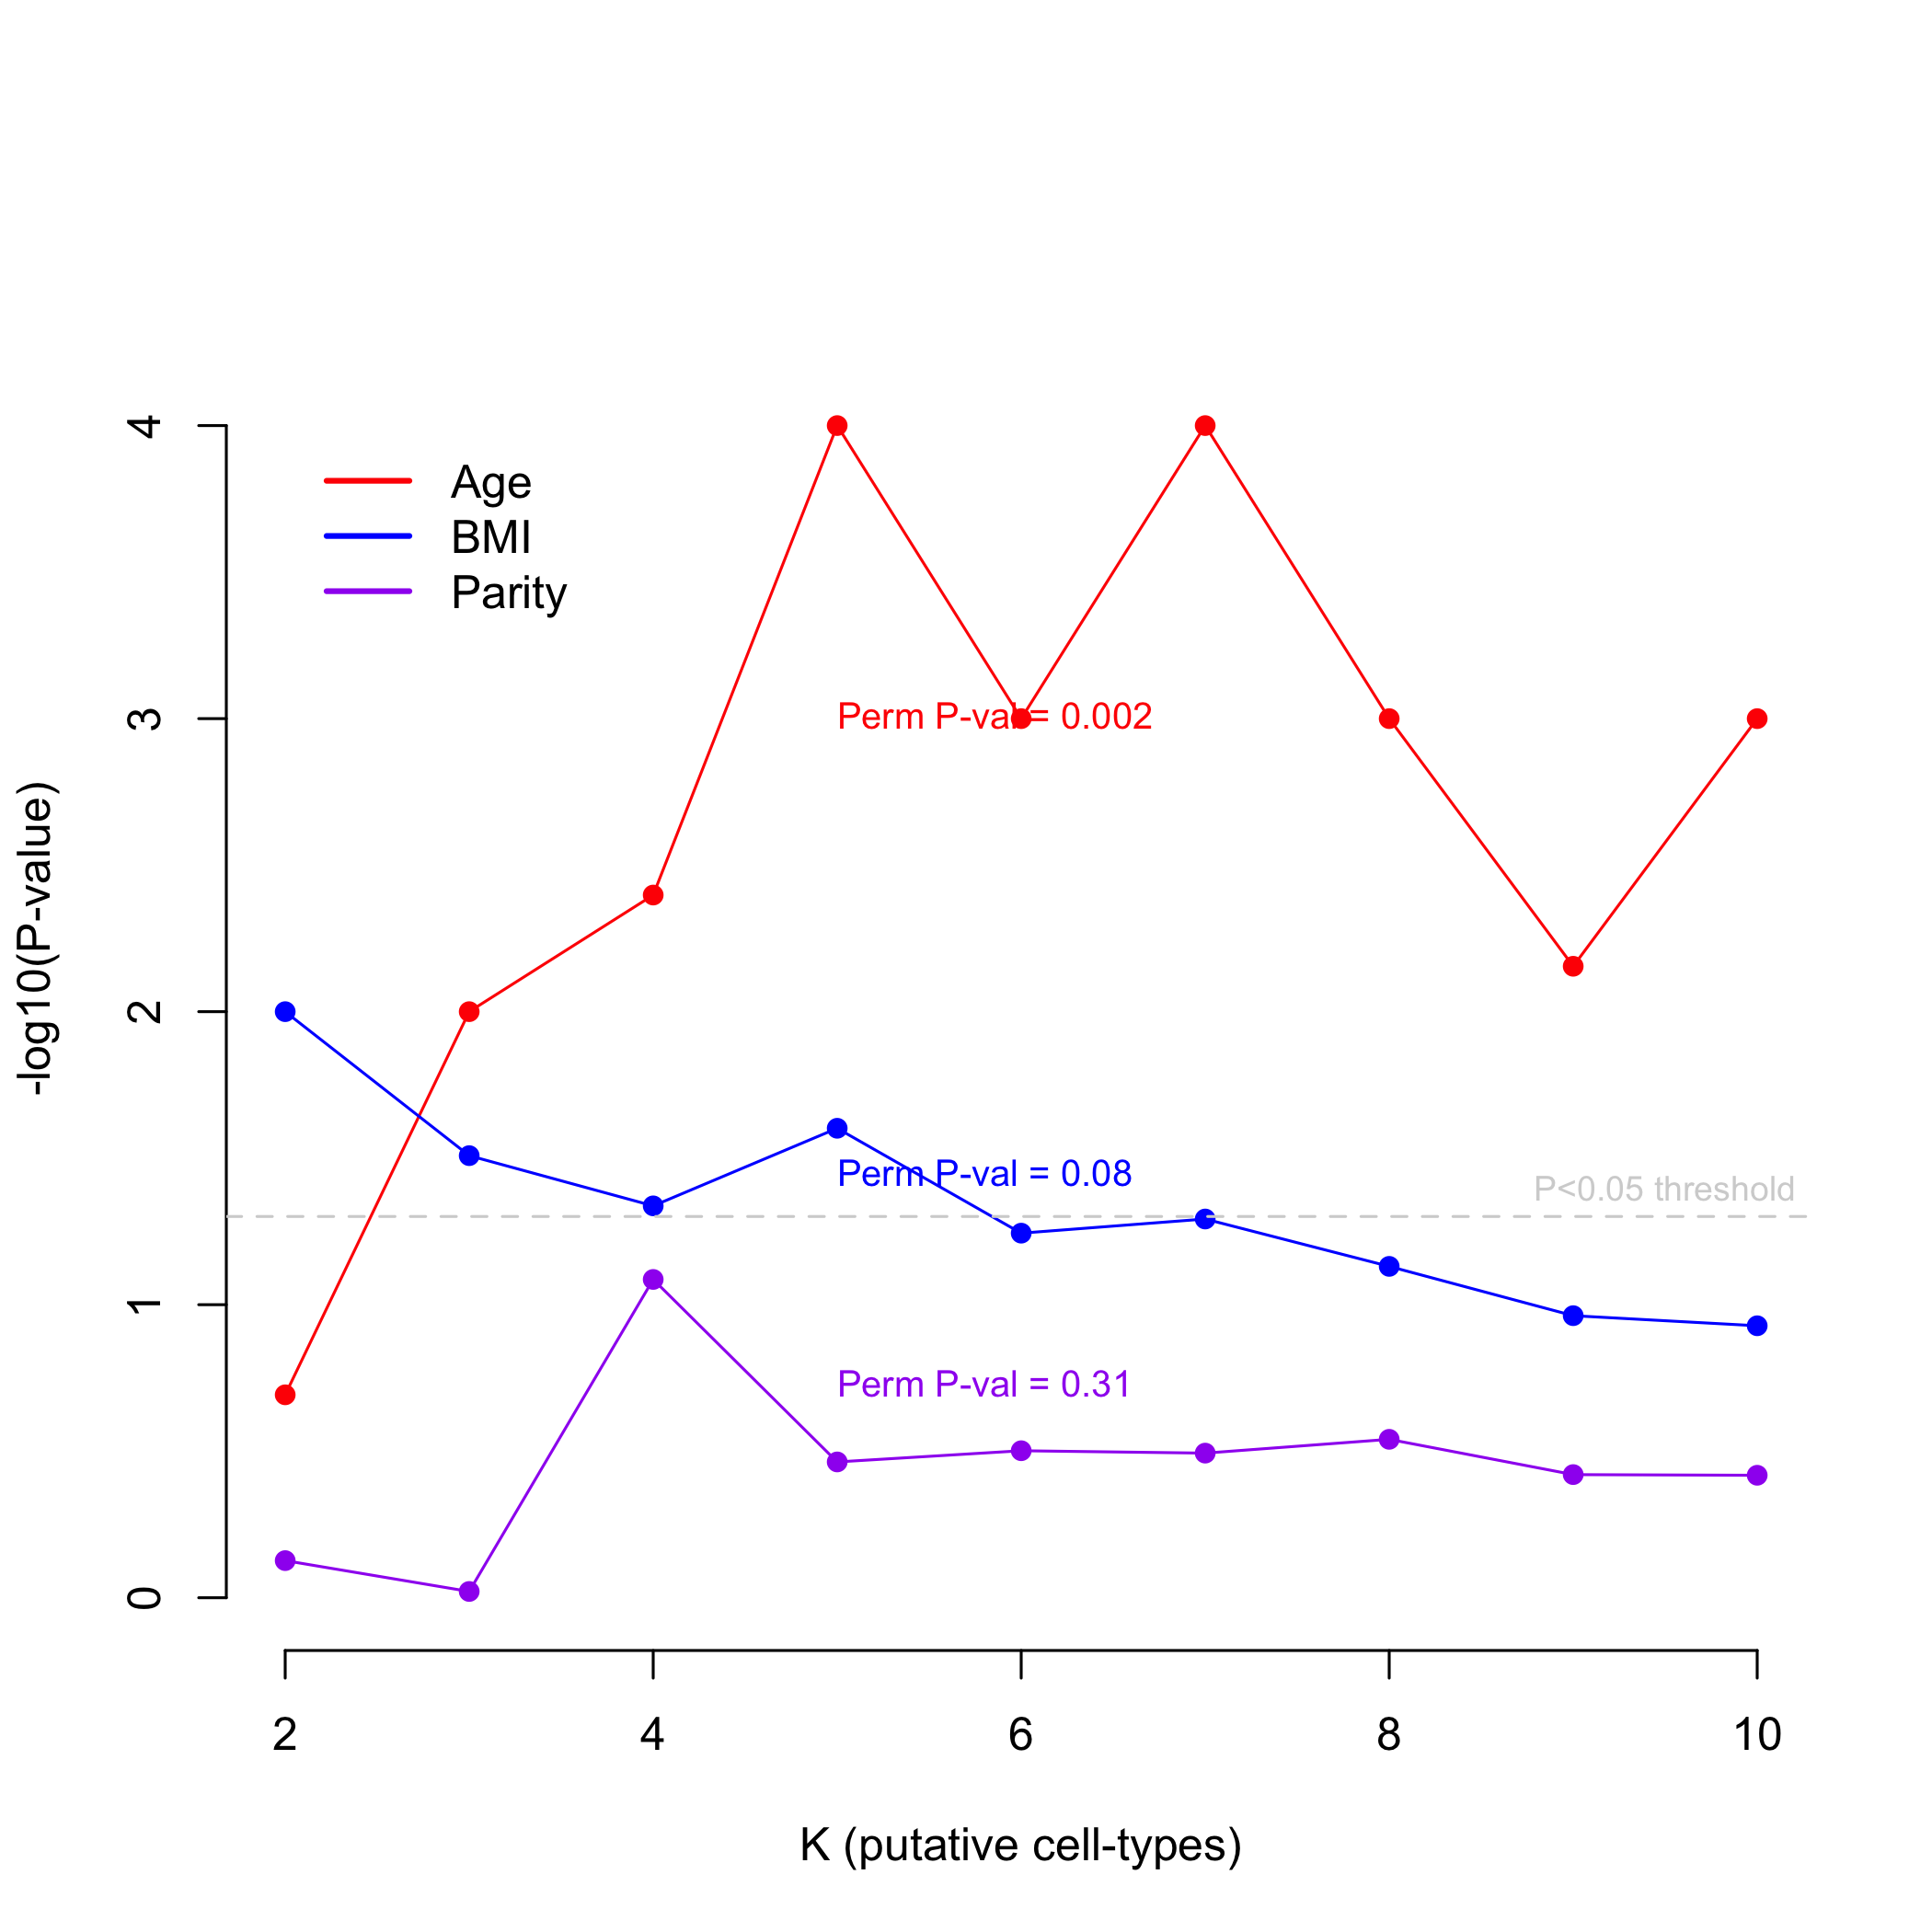 4
Age
BMI
Parity
3
Perm P-val = 0.002
-log10(P-value)
2
Perm P-val = 0.08
P<0.05 threshold
1
Perm P-val = 0.31
0
2 4 6 8 10
K (putative cell-types)